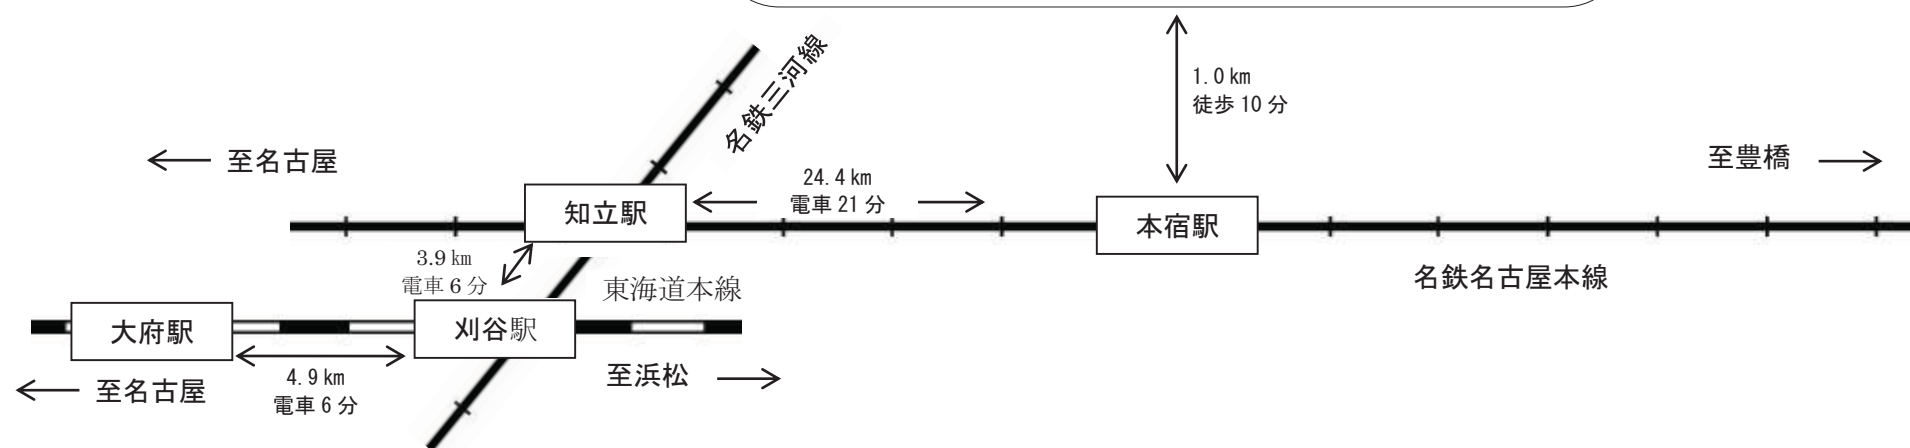 名鉄三河線
1.0㎞
徒歩10分
至名古屋
至豊橋
24.4㎞
電車21分
知立駅
本宿駅
3.9㎞
電車6分
東海道本線
名鉄名古屋本線
大府駅
刈谷駅
4.9㎞
電車6分
至名古屋
至浜松